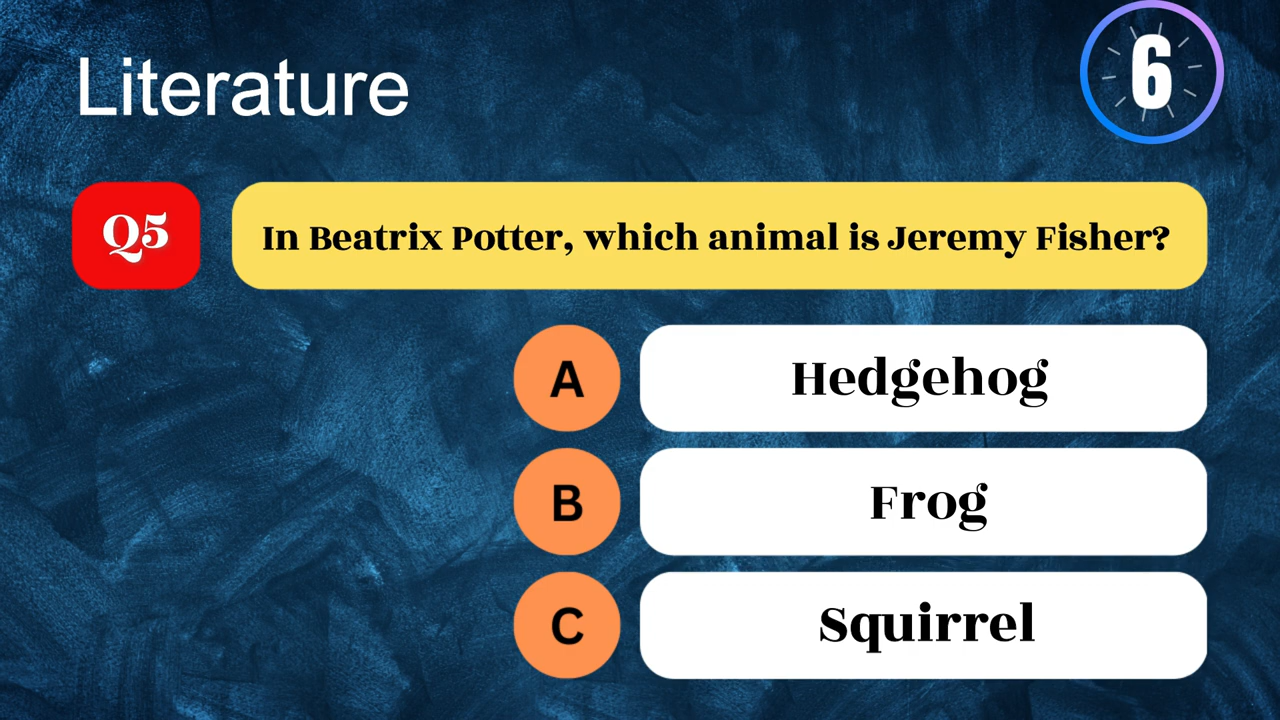 Literature
6
Q5
In Beatrix Potter, which animal is Jeremy Fisher?
A
Hedgehog
B
Frog
C
Squirrel